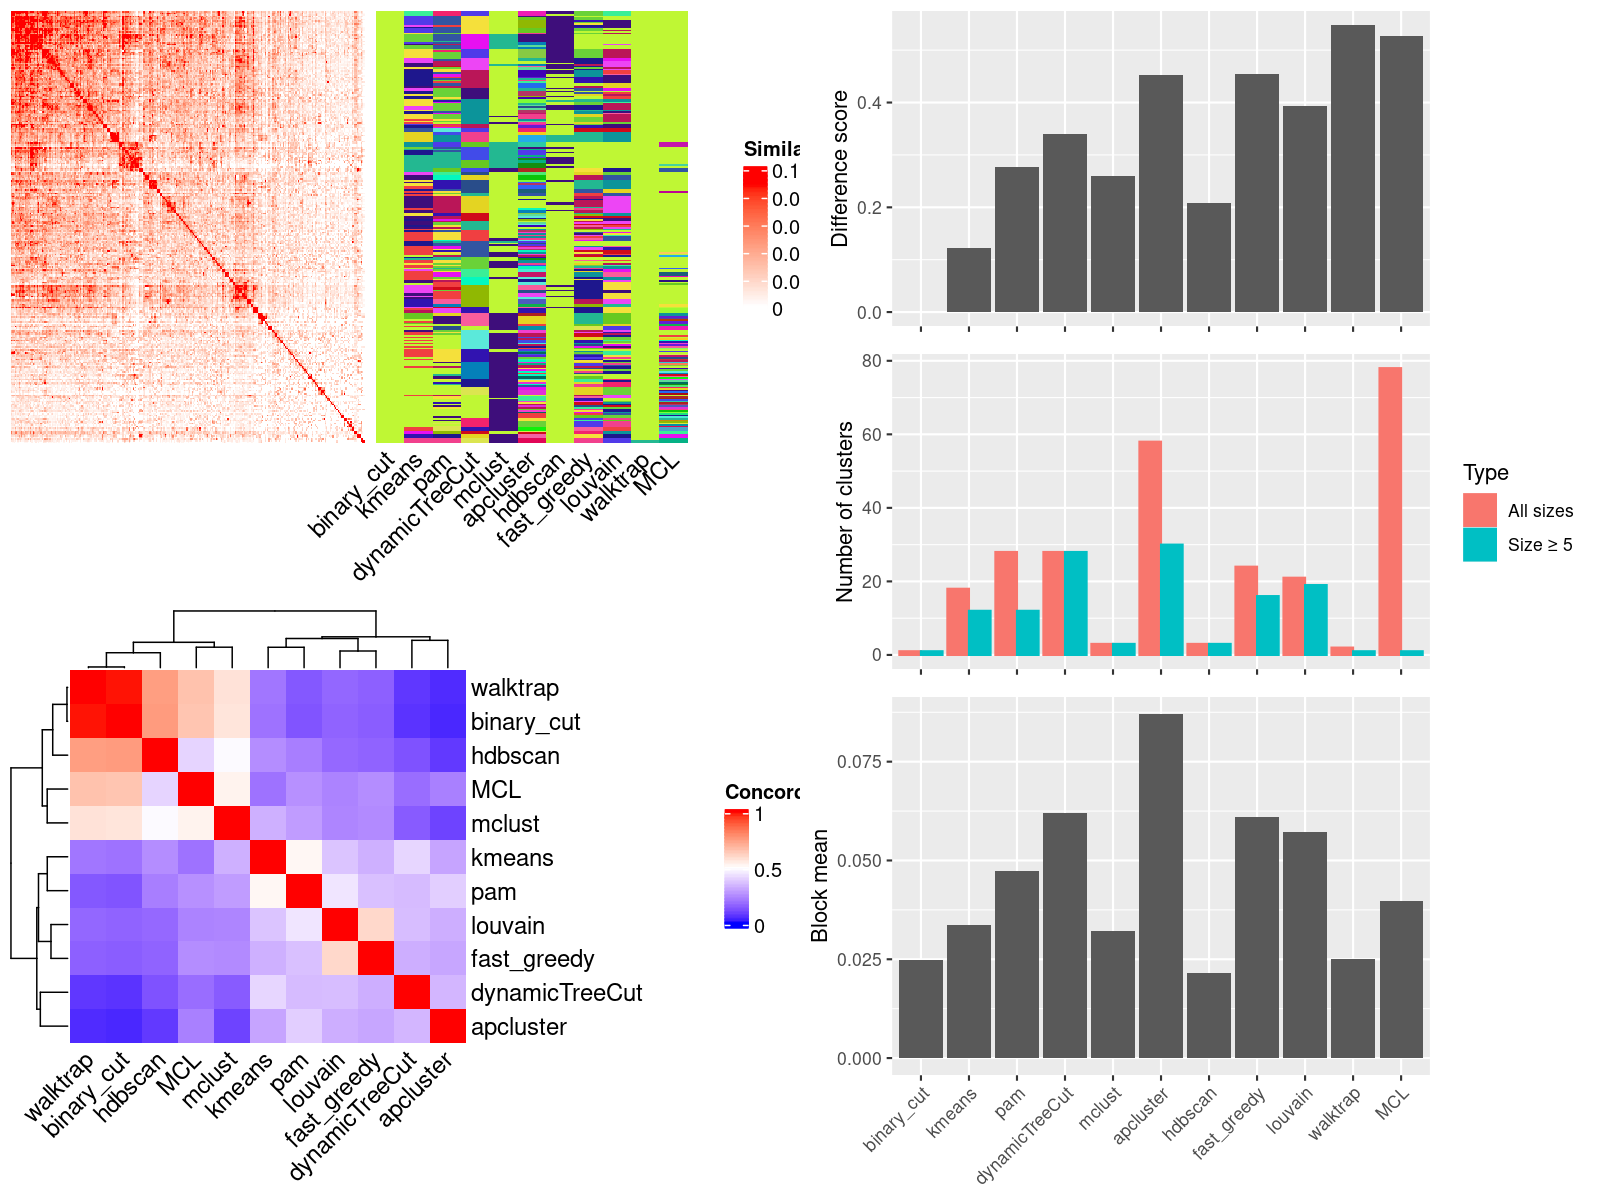 Simila
0.1
0.0
0.0
0.0
0.0
0
binary_cut
kmeans
pam
dynamicTreeCut
mclust
apcluster
hdbscan
fast_greedy
louvain
walktrap
MCL
walktrap
binary_cut
hdbscan
MCL
mclust
kmeans
pam
louvain
fast_greedy
dynamicTreeCut
apcluster
walktrap
binary_cut
hdbscan
MCL
mclust
kmeans
pam
louvain
fast_greedy
dynamicTreeCut
apcluster
Concord
1
0.5
0
Difference score
0.4
0.2
0.0
Number of clusters
80
60
40
20
0
Type
All sizes
Size ≥ 5
Block mean
0.075
0.050
0.025
0.000
binary_cut
kmeans
pam
dynamicTreeCut
mclust
apcluster
hdbscan
fast_greedy
louvain
walktrap
MCL